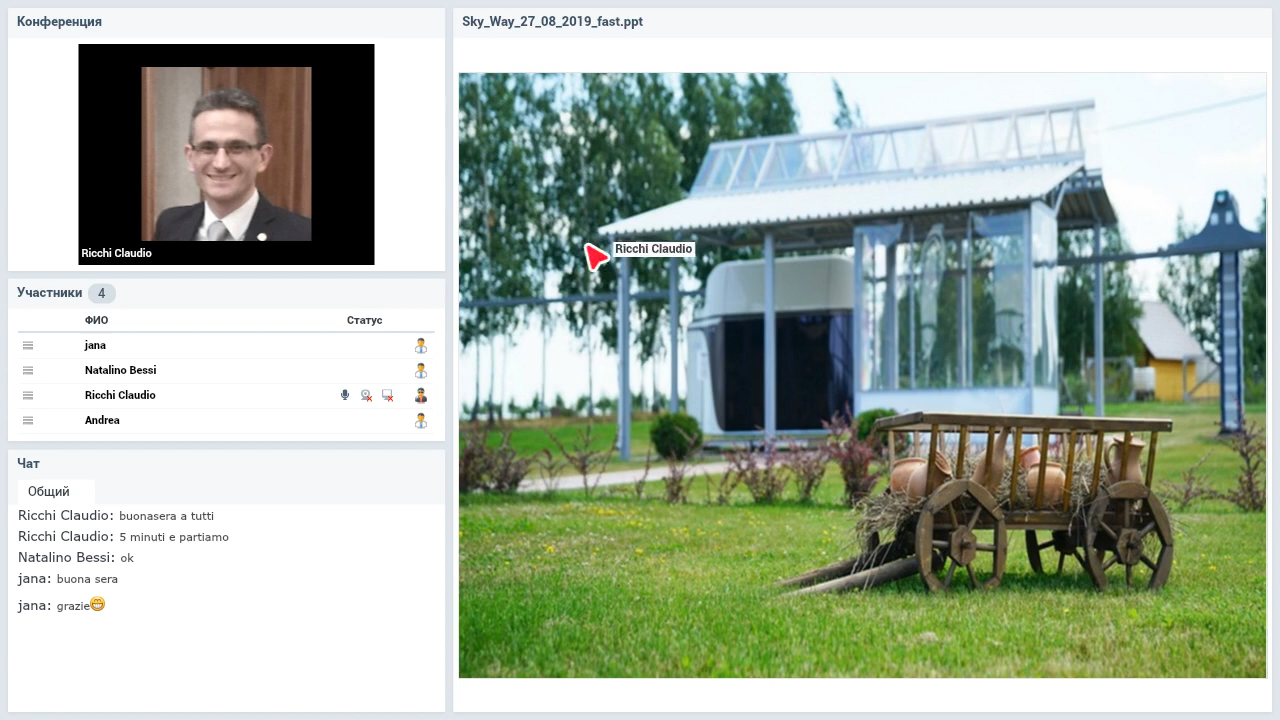 Конференция
Ricchi Claudio
Участники 4
ФИО Статус
jana
Natalino Bessi
Ricchi Claudio
Andrea
Чат
Общий
Ricchi Claudio: buonasera a tutti
Ricchi Claudio: 5 minuti e partiamo
Natalino Bessi: ok
jana: buona sera
jana: grazie
Sky_Way_27_08_2019_fast.ppt
Ricchi Claudio